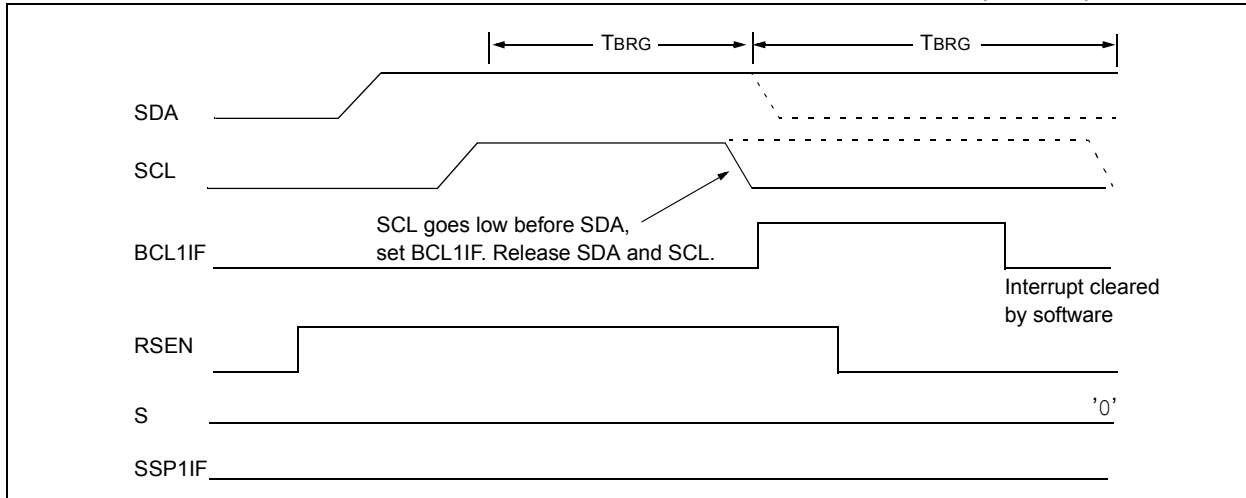 TBRG TBRG
SDA
SCL
SCL goes low before SDA,
set BCL1IF. Release SDA and SCL.
BCL1IF
Interrupt cleared
by software
RSEN
S
'0'
SSP1IF